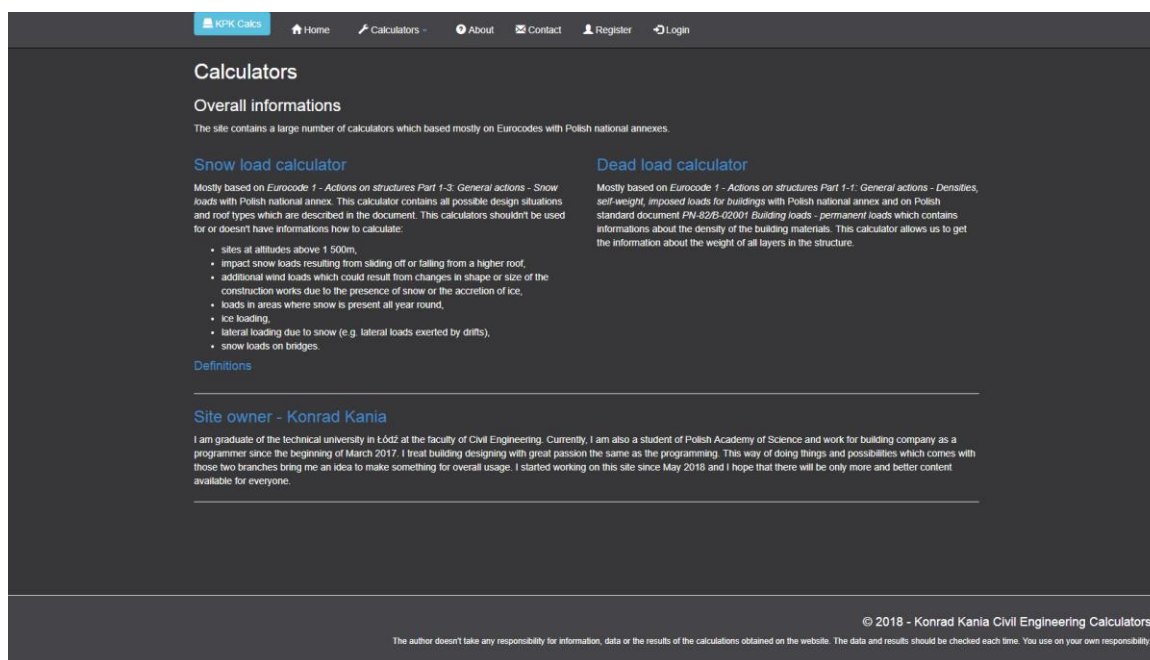 KPK Calcs
Home
Calculators
About
Contact
Register
Login
Calculators
Overall informations
The site contains a large number of calculators which based mostly on Eurocodes with Polish national annexes.
Snow load calculator
Mostly based on Eurocode 1 - Actions on structures Part 1-3: General actions - Snow
loads with Polish national annex. This calculator contains all possible design situations
and roof types which are described in the document. This calculators shouldn't be used
for or doesn't have informations how to calculate:
• sites at altitudes above 1 500m,
• impact snow loads resulting from sliding off or falling from a higher roof,
• additional wind loads which could result from changes in shape or size of the
construction works due to the presence of snow or the accretion of ice,
• loads in areas where snow is present all year round,
• ice loading,
• lateral loading due to snow (e.g. lateral loads exerted by drifts),
• snow loads on bridges.
Definitions
Dead load calculator
Mostly based on Eurocode 1 - Actions on structures Part 1-1: General actions - Densities,
self-weight, imposed loads for buildings with Polish national annex and on Polish
standard document PN-82/B-02001 Building loads - permanent loads which contains
informations about the density of the building materials. This calculator allows us to get
the information about the weight of all layers in the structure.
Site owner - Konrad Kania
I am graduate of the technical university in Łódź at the faculty of Civil Engineering. Currently, I am also a student of Polish Academy of Science and work for building company as a
programmer since the beginning of March 2017. I treat building designing with great passion the same as the programming. This way of doing things and possibilities which comes with
those two branches bring me an idea to make something for overall usage. I started working on this site since May 2018 and I hope that there will be only more and better content
available for everyone.
© 2018 - Konrad Kania Civil Engineering Calculators
The author doesn't take any responsibility for information, data or the results of the calculations obtained on the website. The data and results should be checked each time. You use on your own responsibility.